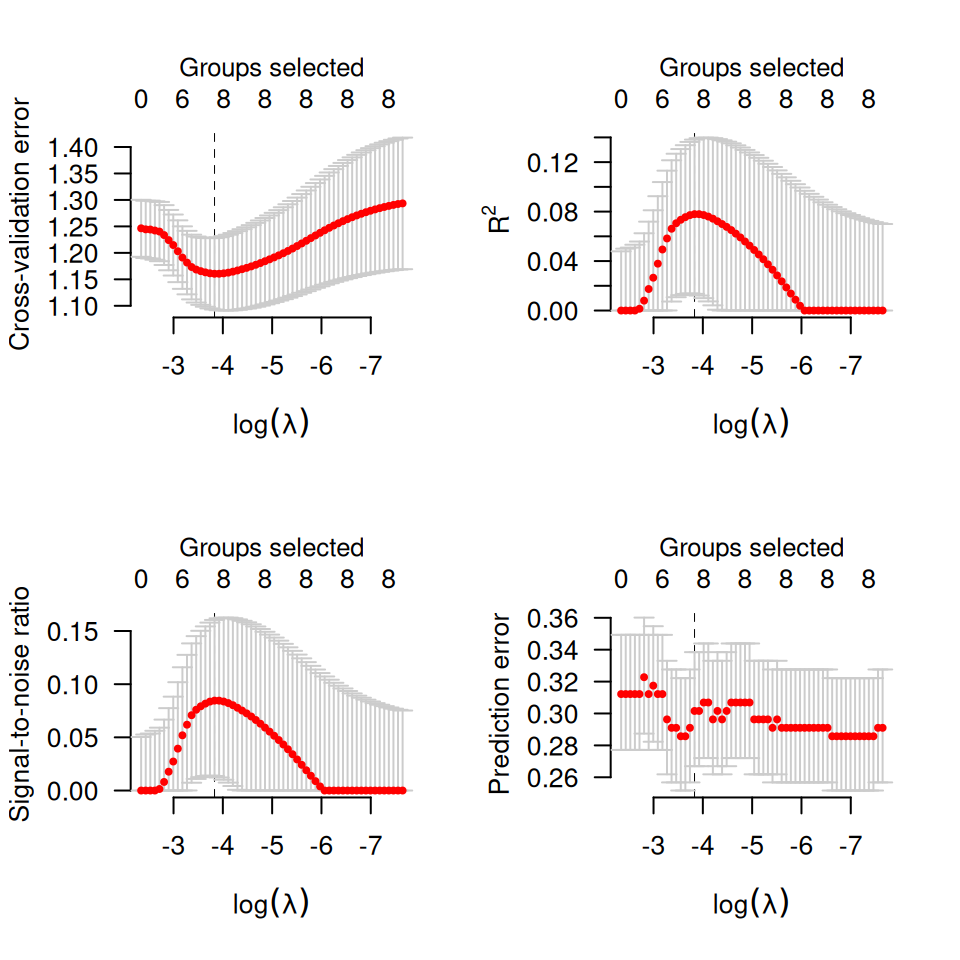 Groups selected
0 6 8 8 8 8 8
Cross-validation error
1.40
1.35
1.30
1.25
1.20
1.15
1.10
-3 -4 -5 -6 -7
log(λ)
Groups selected
0 6 8 8 8 8 8
R²
0.12
0.08
0.04
0.00
-3 -4 -5 -6 -7
log(λ)
Groups selected
0 6 8 8 8 8 8
Signal-to-noise ratio
0.15
0.10
0.05
0.00
-3 -4 -5 -6 -7
log(λ)
Groups selected
0 6 8 8 8 8 8
Prediction error
0.36
0.34
0.32
0.30
0.28
0.26
-3 -4 -5 -6 -7
log(λ)